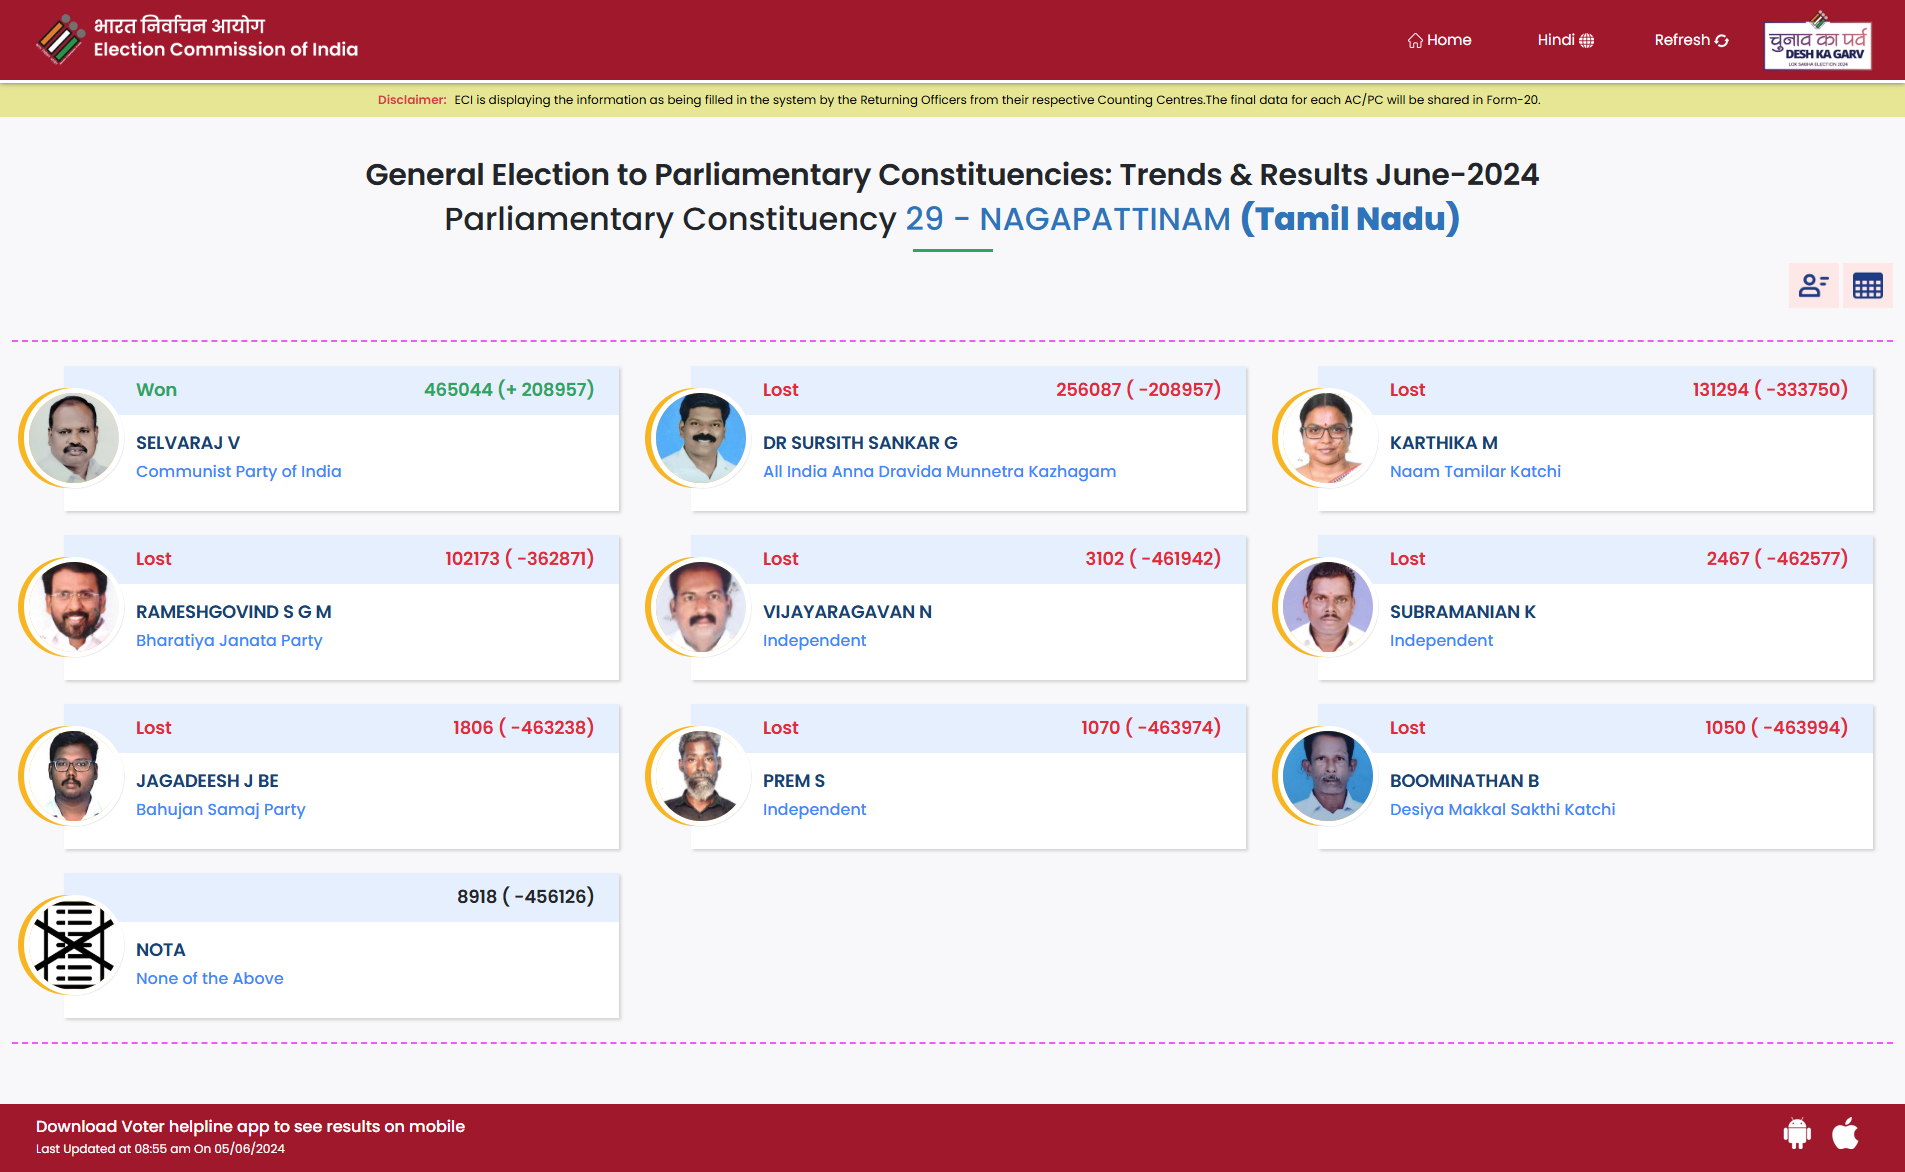 भारत निर्वाचन आयोग
Election Commission of India
Home
Hindi
Refresh
चुनाव का पर्व
DESH KA GARV
LOK SABHA ELECTION 2024
Disclaimer: ECI is displaying the information as being filled in the system by the Returning Officers from their respective Counting Centres.The final data for each AC/PC will be shared in Form-20.
General Election to Parliamentary Constituencies: Trends & Results June-2024
Parliamentary Constituency 29 - NAGAPATTINAM (Tamil Nadu)
Won 465044 (+ 208957)
SELVARAJ V
Communist Party of India
Lost 256087 ( -208957)
DR SURSITH SANKAR G
All India Anna Dravida Munnetra Kazhagam
Lost 131294 ( -333750)
KARTHIKA M
Naam Tamilar Katchi
Lost 102173 ( -362871)
RAMESHGOVIND S G M
Bharatiya Janata Party
Lost 3102 ( -461942)
VIJAYARAGAVAN N
Independent
Lost 2467 ( -462577)
SUBRAMANIAN K
Independent
Lost 1806 ( -463238)
JAGADEESH J BE
Bahujan Samaj Party
Lost 1070 ( -463974)
PREM S
Independent
Lost 1050 ( -463994)
BOOMINATHAN B
Desiya Makkal Sakthi Katchi
8918 ( -456126)
NOTA
None of the Above
Download Voter helpline app to see results on mobile
Last Updated at 08:55 am On 05/06/2024